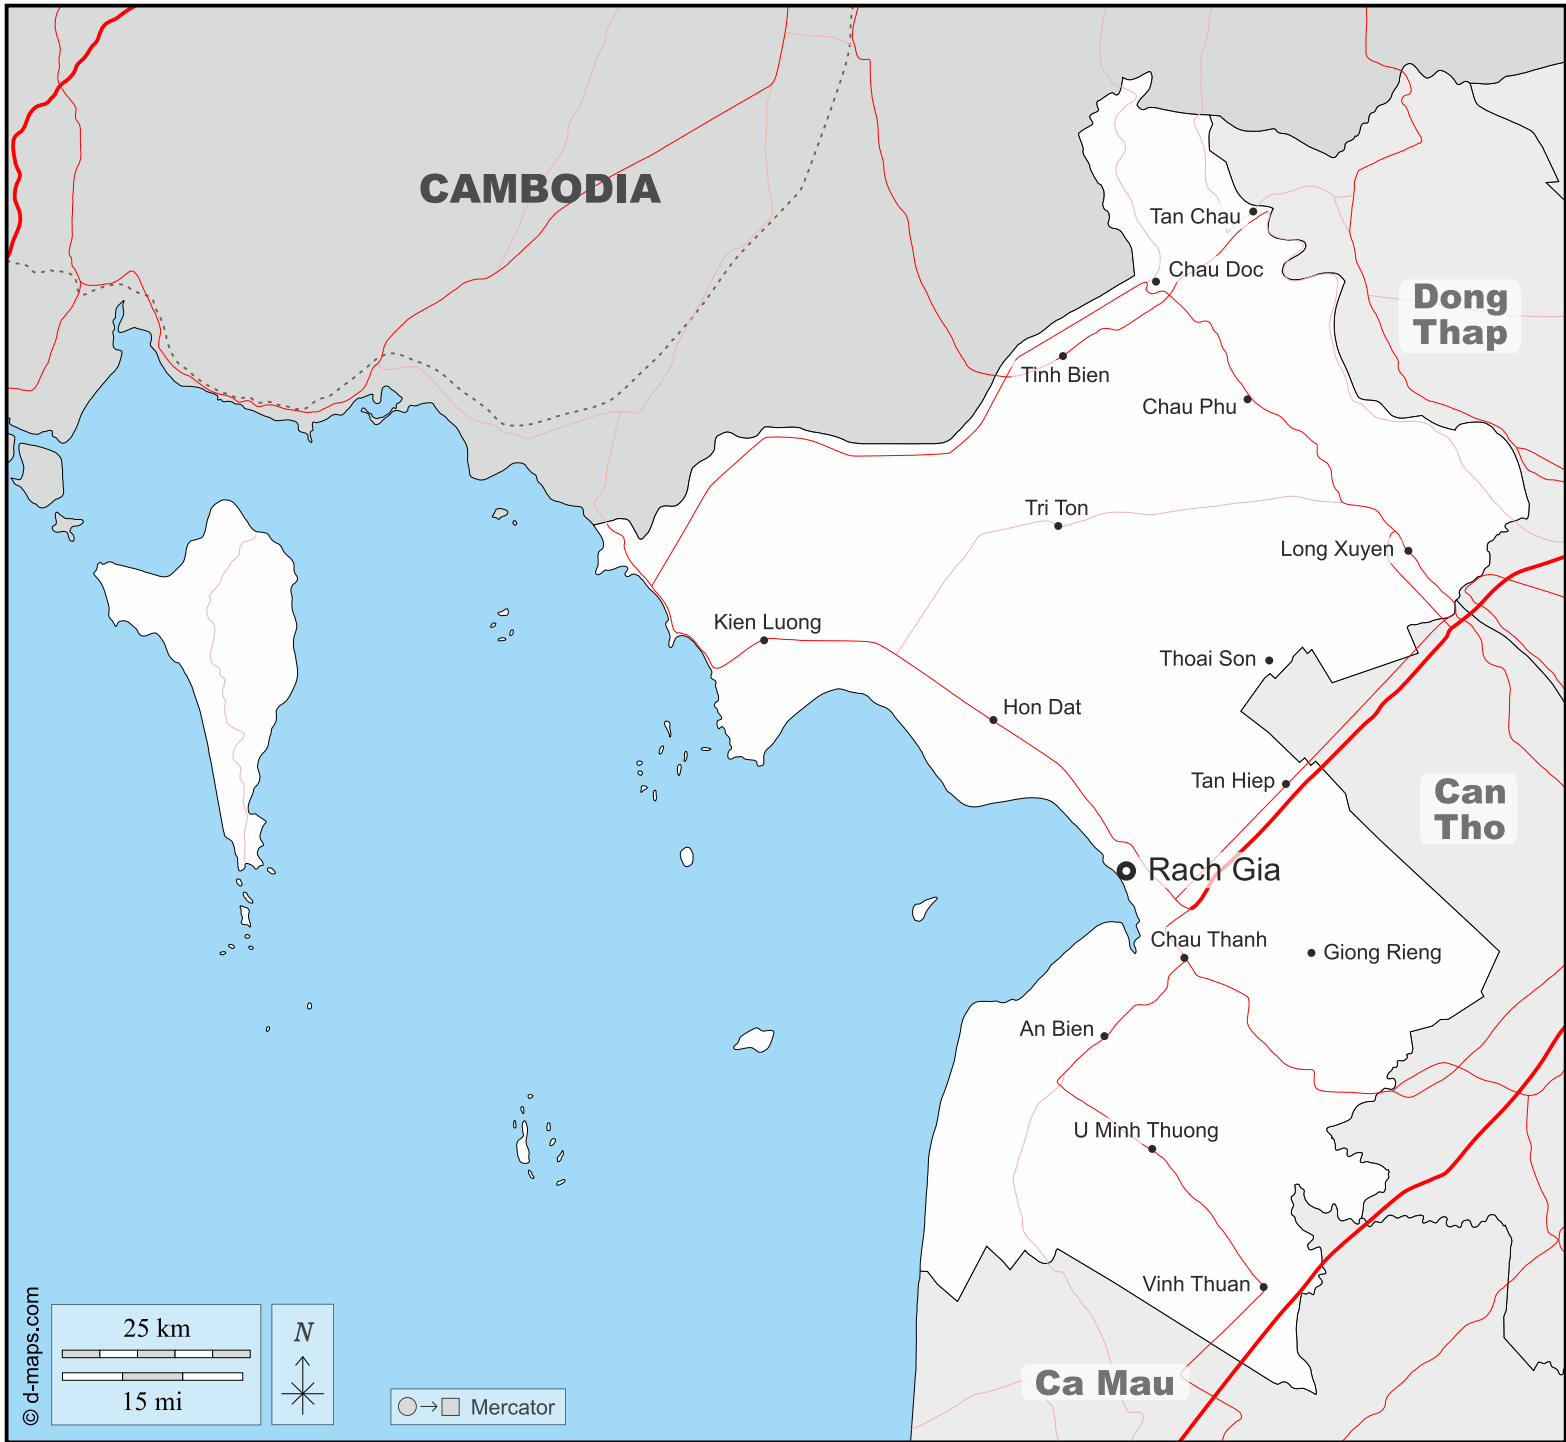 CAMBODIA
Tan Chau
Chau Doc
Dong
Thap
Tinh Bien
Chau Phu
Tri Ton
Long Xuyen
Kien Luong
Thoai Son
Hon Dat
Tan Hiep
Can
Tho
Rach Gia
Chau Thanh
Giong Rieng
An Bien
U Minh Thuong
Vinh Thuan
Ca Mau
© d-maps.com
25 km
15 mi
N
Mercator